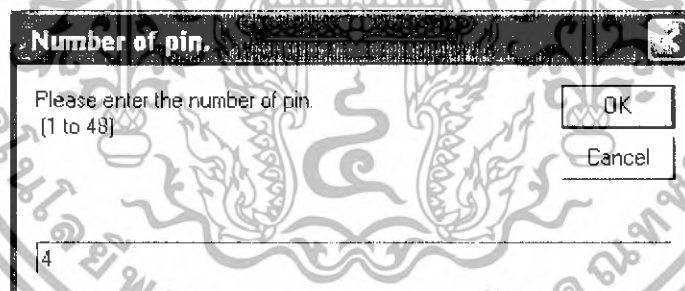 Number of pin.
Please enter the number of pin.
(1 to 48)
OK
Cancel
4